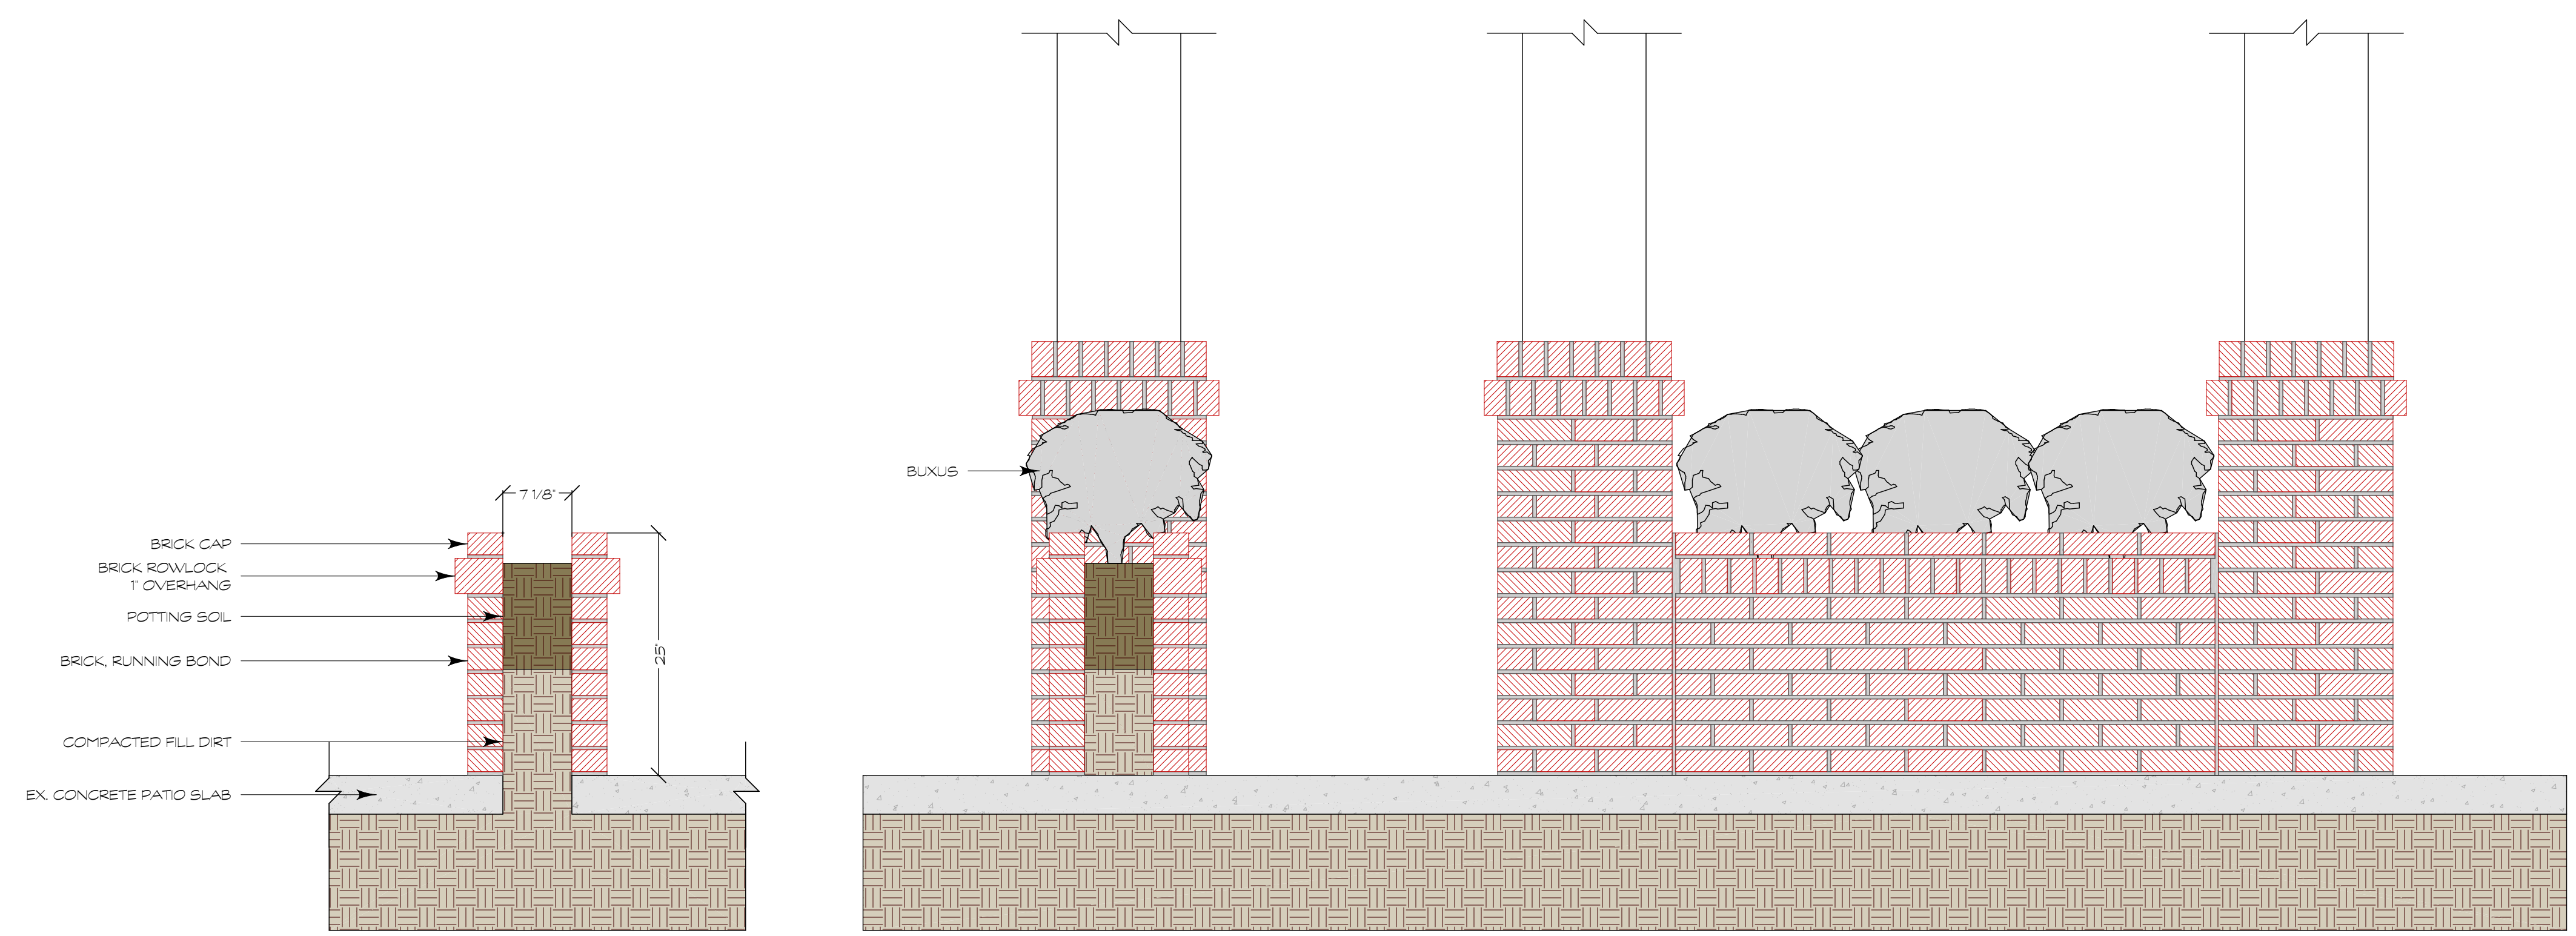 BUXUS
7 1/8"
BRICK CAP
BRICK ROWLOCK
1" OVERHANG
POTTING SOIL
BRICK, RUNNING BOND
25"
COMPACTED FILL DIRT
EX. CONCRETE PATIO SLAB